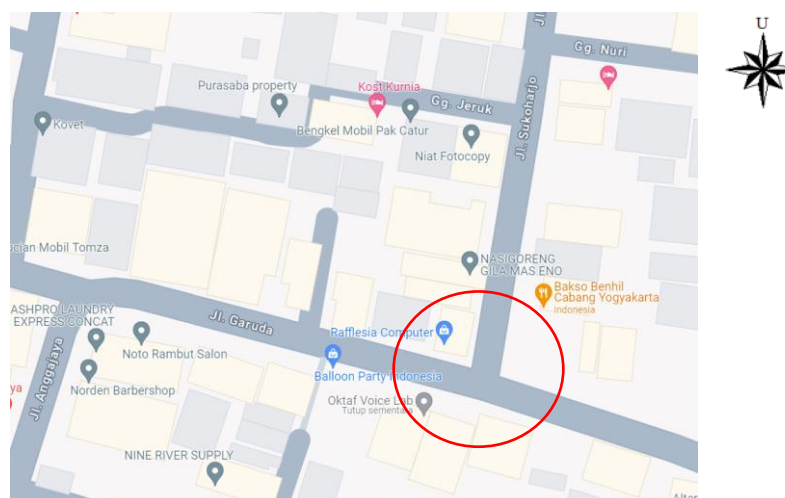 U
Gg. Nuri
Purasaba property
Kost Kurnia
Gg. Jeruk
Kovet
Bengkel Mobil Pak Catur
Jl. Sukoharjo
Niat Fotocopy
ucian Mobil Tomza
NASIGORENG
GILA MAS ENO
Bakso Benhil
Cabang Yogyakarta
Indonesia
ASHPRO LAUNDRY
EXPRESS CONCAT
Jl. Garuda
Rafflesia Computer
Noto Rambut Salon
Balloon Party Indonesia
Jl. Anggajaya
Norden Barbershop
ya
Oktaf Voice Lab
Tutup sementara
NINE RIVER SUPPLY